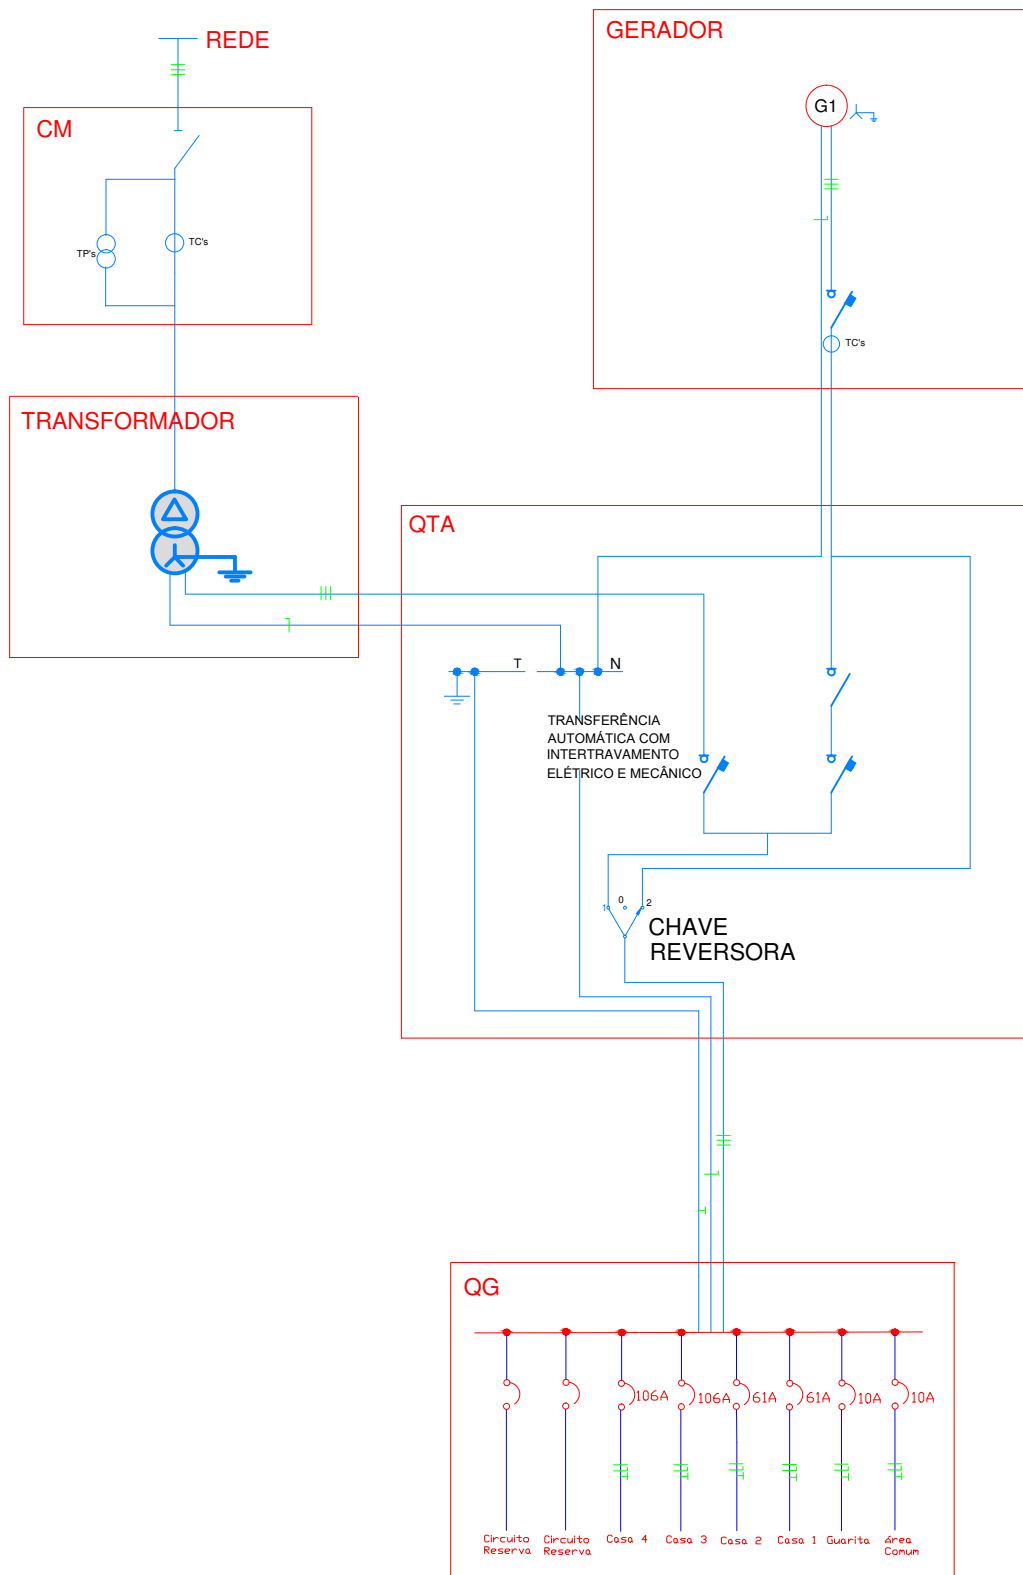 REDE
GERADOR
CM
G1
TP's
TC's
TC's
TRANSFORMADOR
QTA
T
N
TRANSFERÊNCIA
AUTOMÁTICA COM
INTERTRAVAMENTO
ELÉTRICO E MECÂNICO
1
0
2
CHAVE
REVERSORA
QG
106A
106A
61A
61A
10A
10A
Circuito
Reserva
Circuito
Reserva
Casa 4
Casa 3
Casa 2
Casa 1
Guarita
Área
Comum